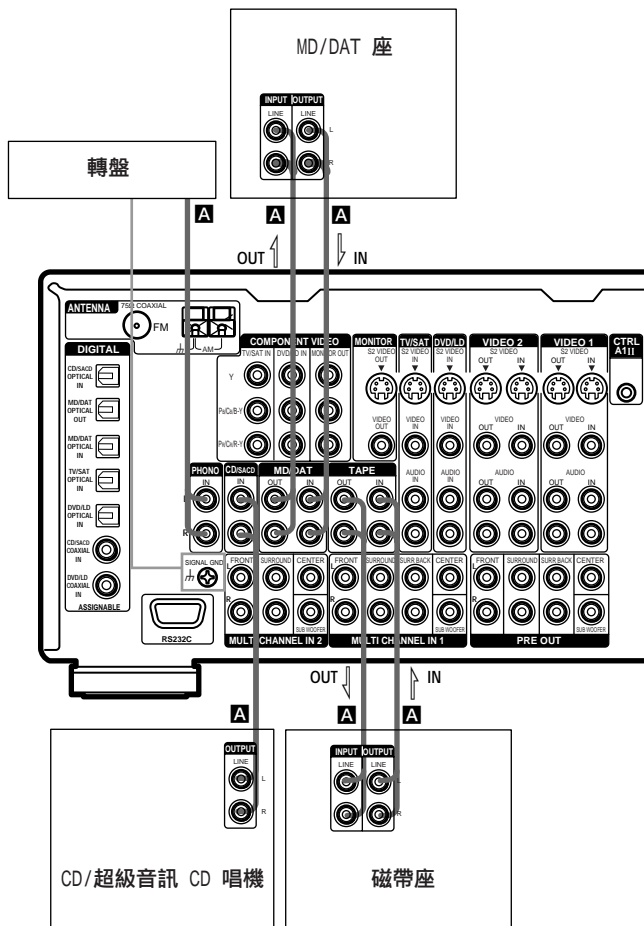 MD/DAT 座
INPUT OUTPUT
LINE LINE
L
R
轉盤
A
A A
OUT IN
ANTENNA
75Ω COAXIAL
FM
AM
DIGITAL
CD/SACD
OPTICAL
IN
MD/DAT
OPTICAL
OUT
MD/DAT
OPTICAL
IN
TV/SAT
OPTICAL
IN
DVD/LD
OPTICAL
IN
CD/SACD
COAXIAL
IN
DVD/LD
COAXIAL
IN
ASSIGNABLE
COMPONENT VIDEO
TV/SAT IN DVD/LD IN MONITOR OUT
Y
PB/CB/B-Y
PR/CR/R-Y
MONITOR TV/SAT DVD/LD VIDEO 2 VIDEO 1
S2 VIDEO OUT S2 VIDEO IN S2 VIDEO IN S2 VIDEO S2 VIDEO
OUT IN OUT IN
VIDEO OUT VIDEO IN VIDEO IN VIDEO VIDEO
OUT IN OUT IN
CTRL
A1II
PHONO CD/SACD MD/DAT TAPE
IN IN OUT IN OUT IN
AUDIO IN AUDIO IN AUDIO AUDIO
OUT IN OUT IN
L
R
SIGNAL GND
FRONT SURROUND CENTER FRONT SURROUND SURR BACK CENTER FRONT SURROUND SURR BACK CENTER
L
R
SUB WOOFER SUB WOOFER SUB WOOFER
RS232C
MULTI CHANNEL IN 2 MULTI CHANNEL IN 1 PRE OUT
OUT IN
A A A
OUTPUT
LINE
L
R
INPUT OUTPUT
LINE LINE
L
R
CD/超級音訊 CD 唱機
磁帶座